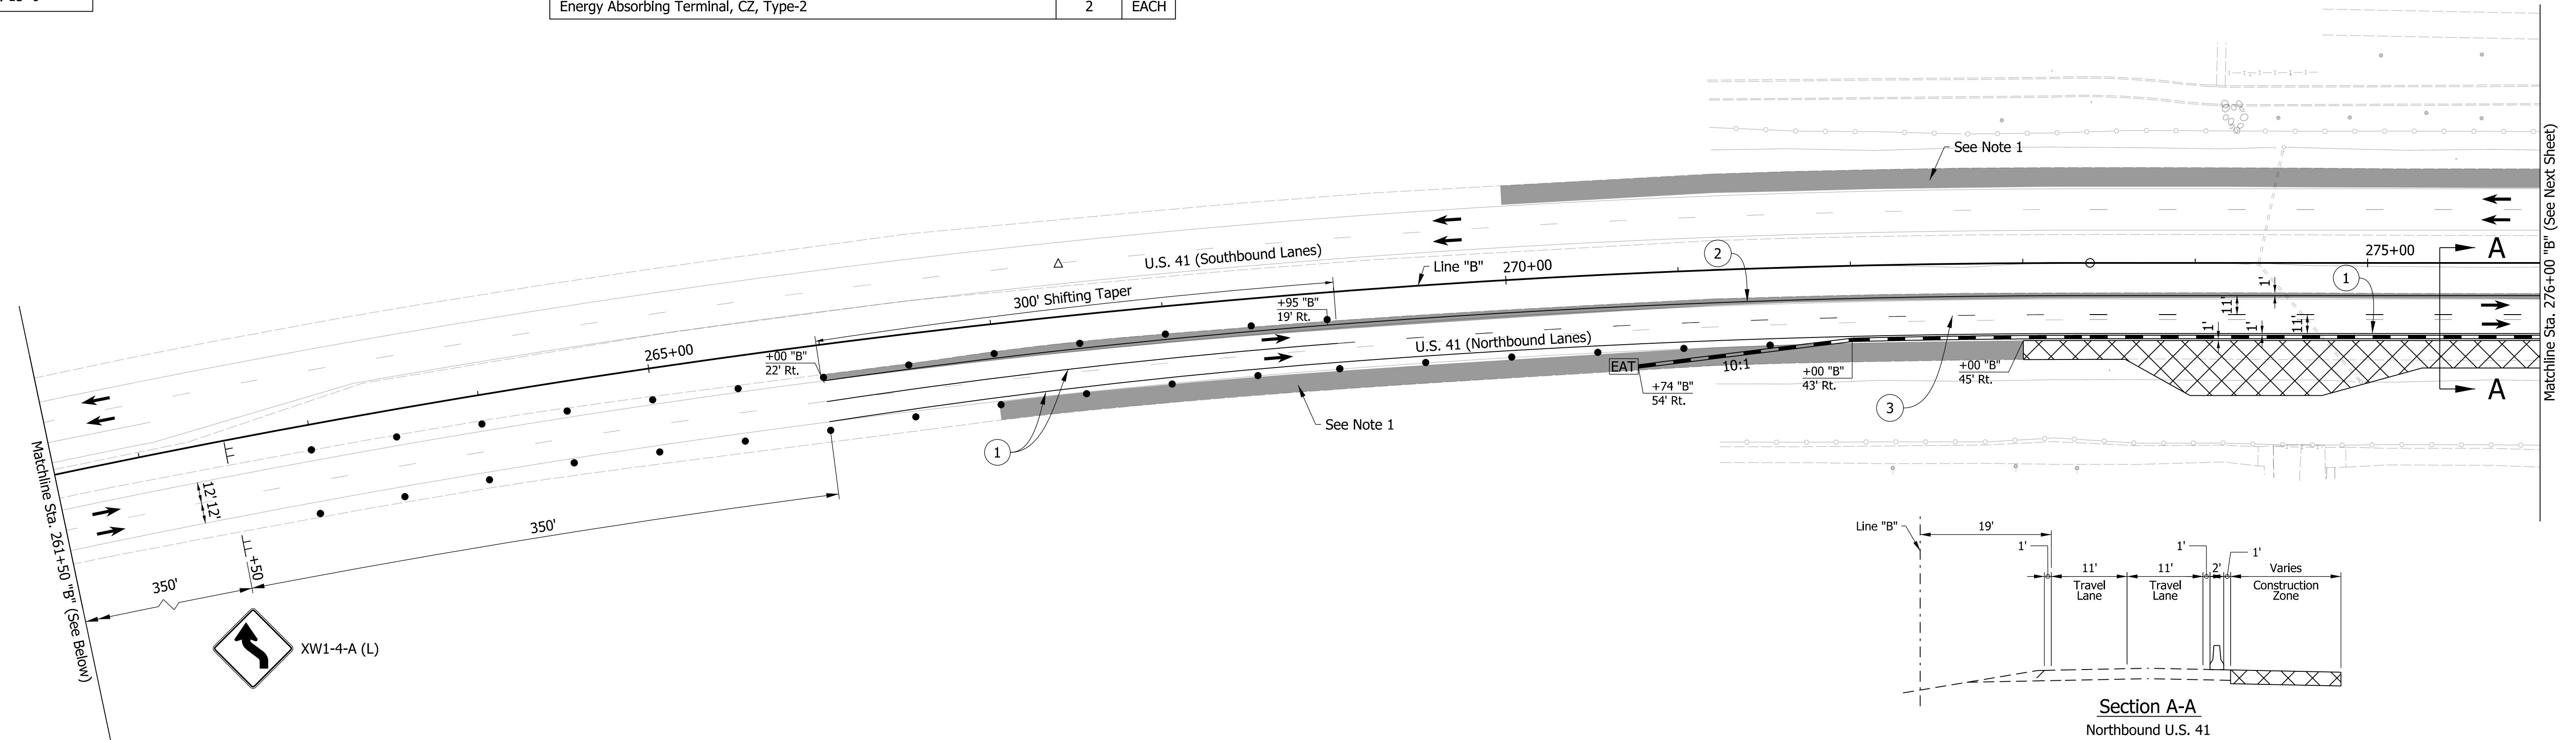 Energy Absorbing Terminal, CZ, Type-2 2 EACH
See Note 1
Matchline Sta. 276+00 "B" (See Next Sheet)
U.S. 41 (Southbound Lanes)
Line "B"
270+00
2
275+00
A
1
300' Shifting Taper
+95 "B"
19' Rt.
1'
11'
1'
1'
11'
265+00
+00 "B"
22' Rt.
U.S. 41 (Northbound Lanes)
EAT
10:1
+74 "B"
54' Rt.
+00 "B"
43' Rt.
+00 "B"
45' Rt.
3
A
See Note 1
1
Matchline Sta. 261+50 "B" (See Below)
12'
12'
350'
+50
350'
XW1-4-A (L)
Line "B"
19'
1'
1'
1'
11'
11'
2'
Varies
Travel
Lane
Travel
Lane
Construction
Zone
Section A-A
Northbound U.S. 41